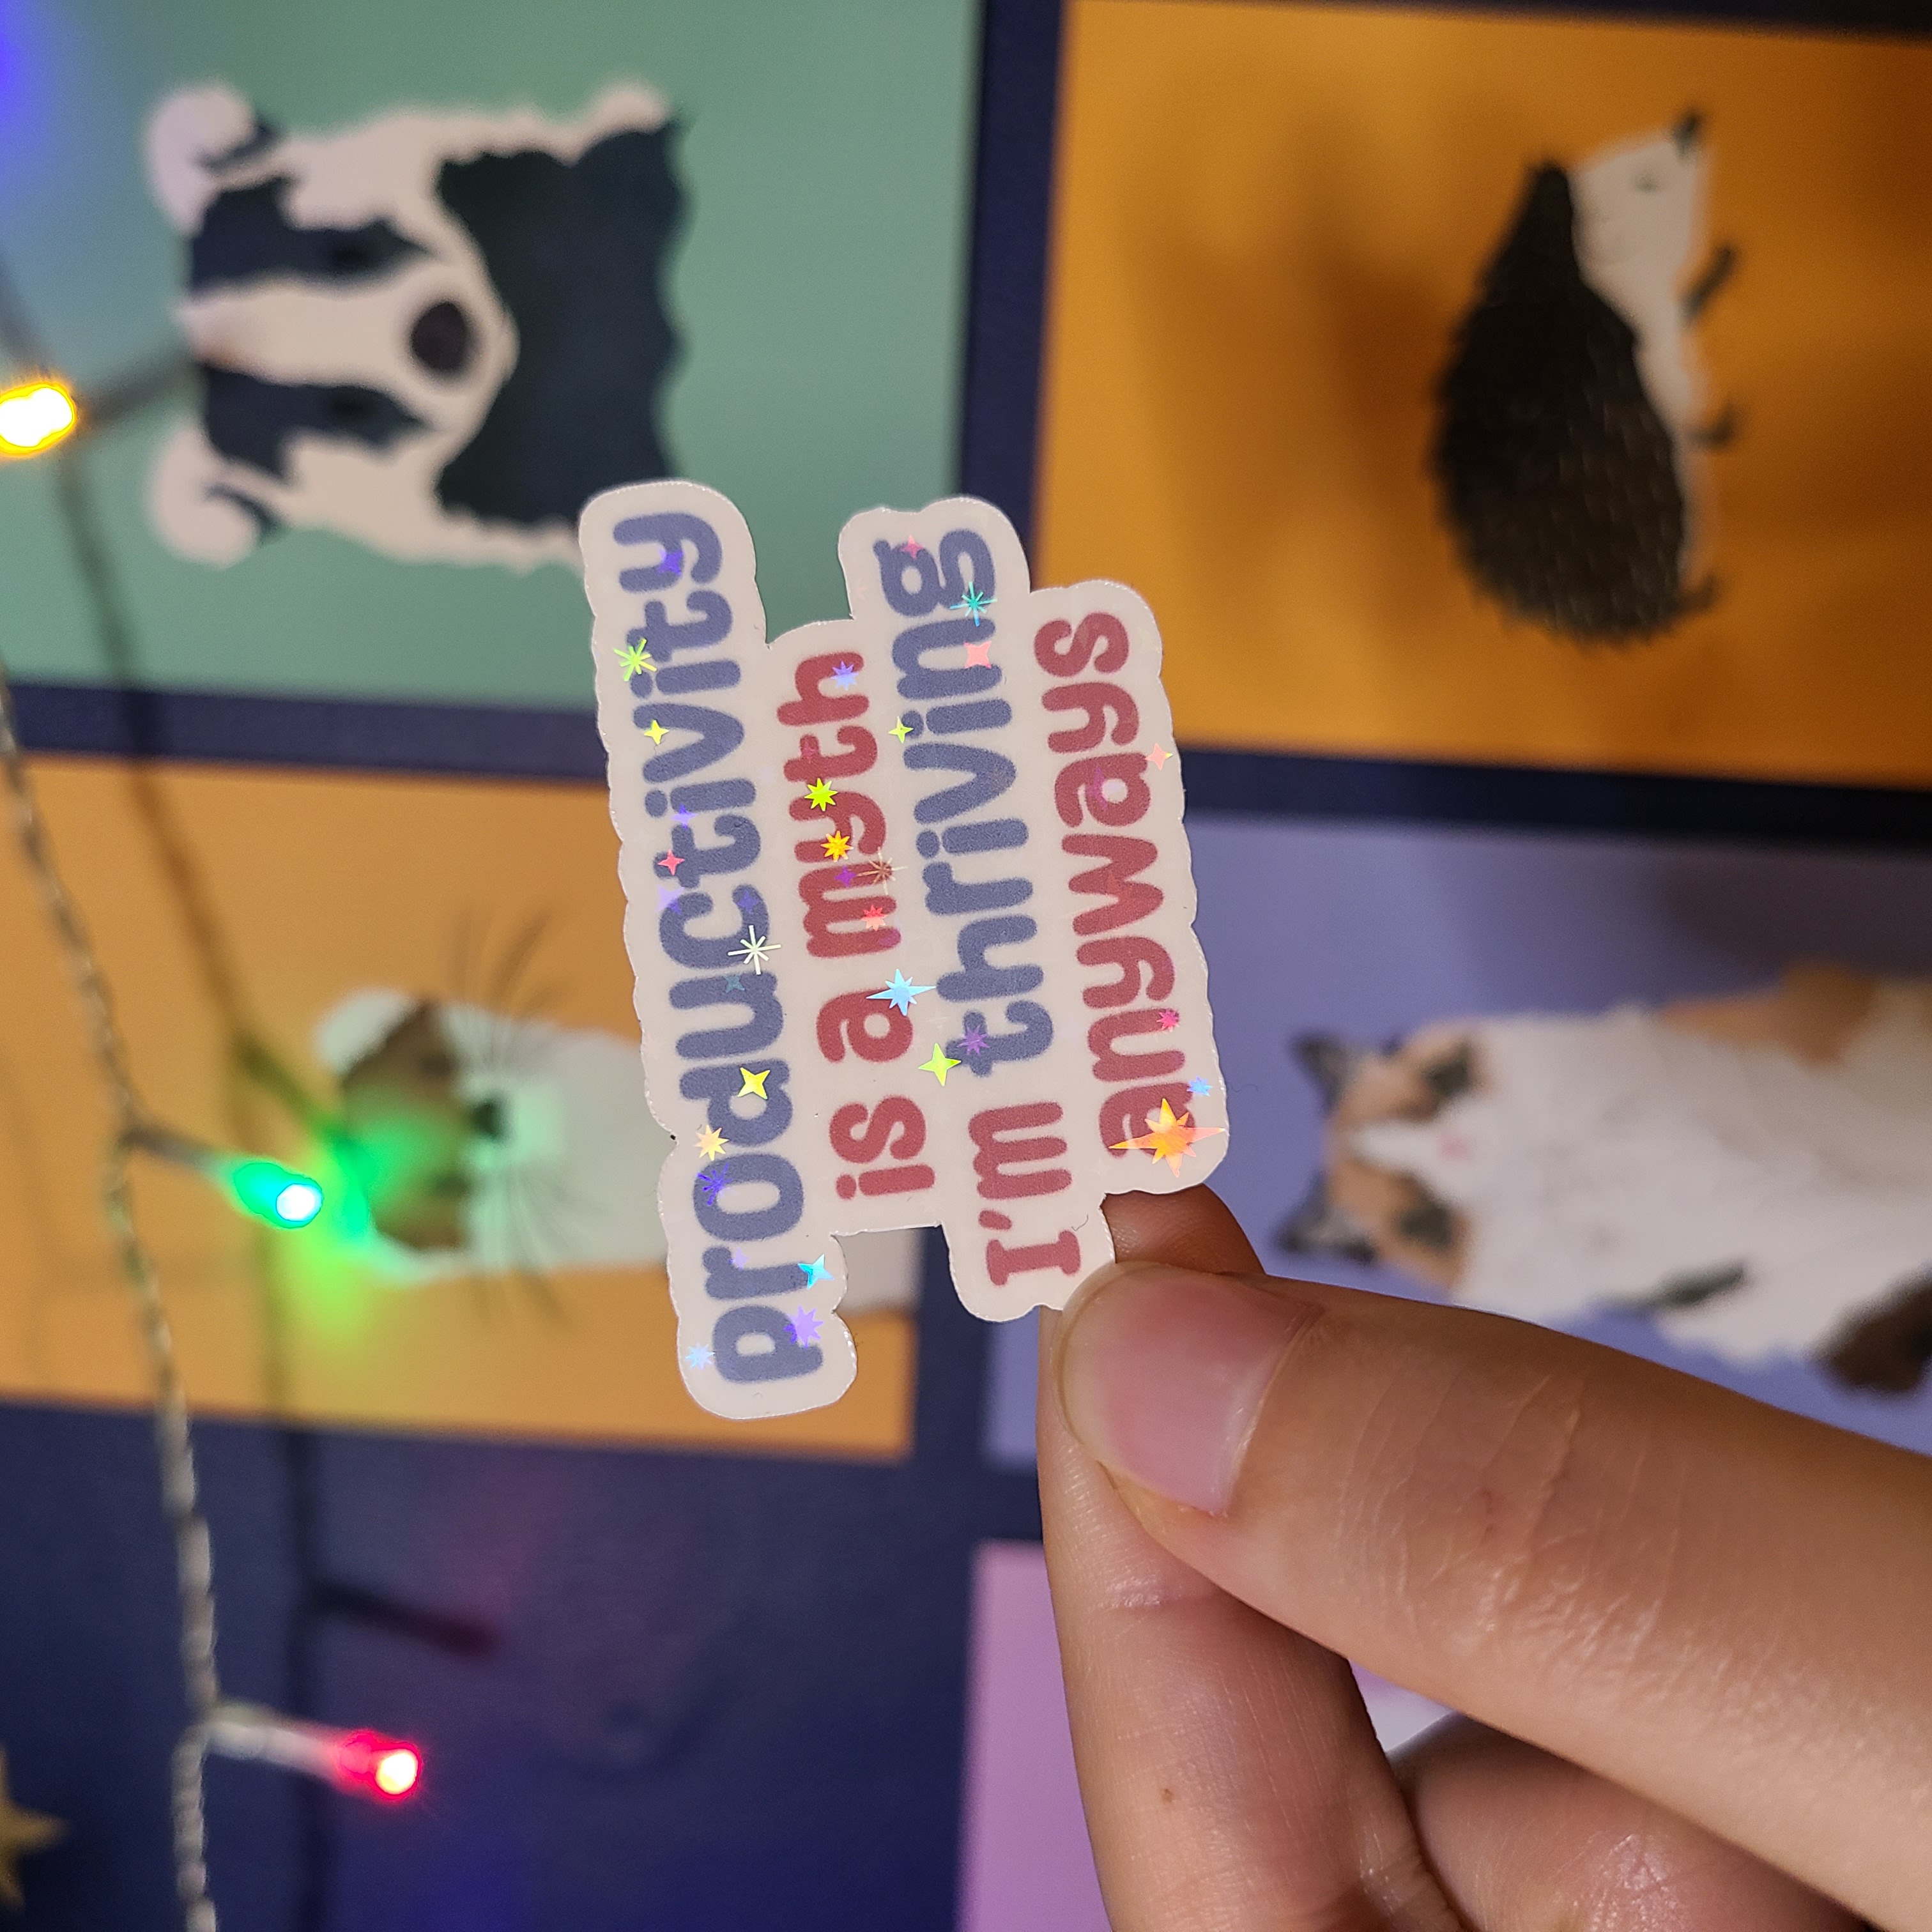 productivity
is a myth
I'm thriving
anyways